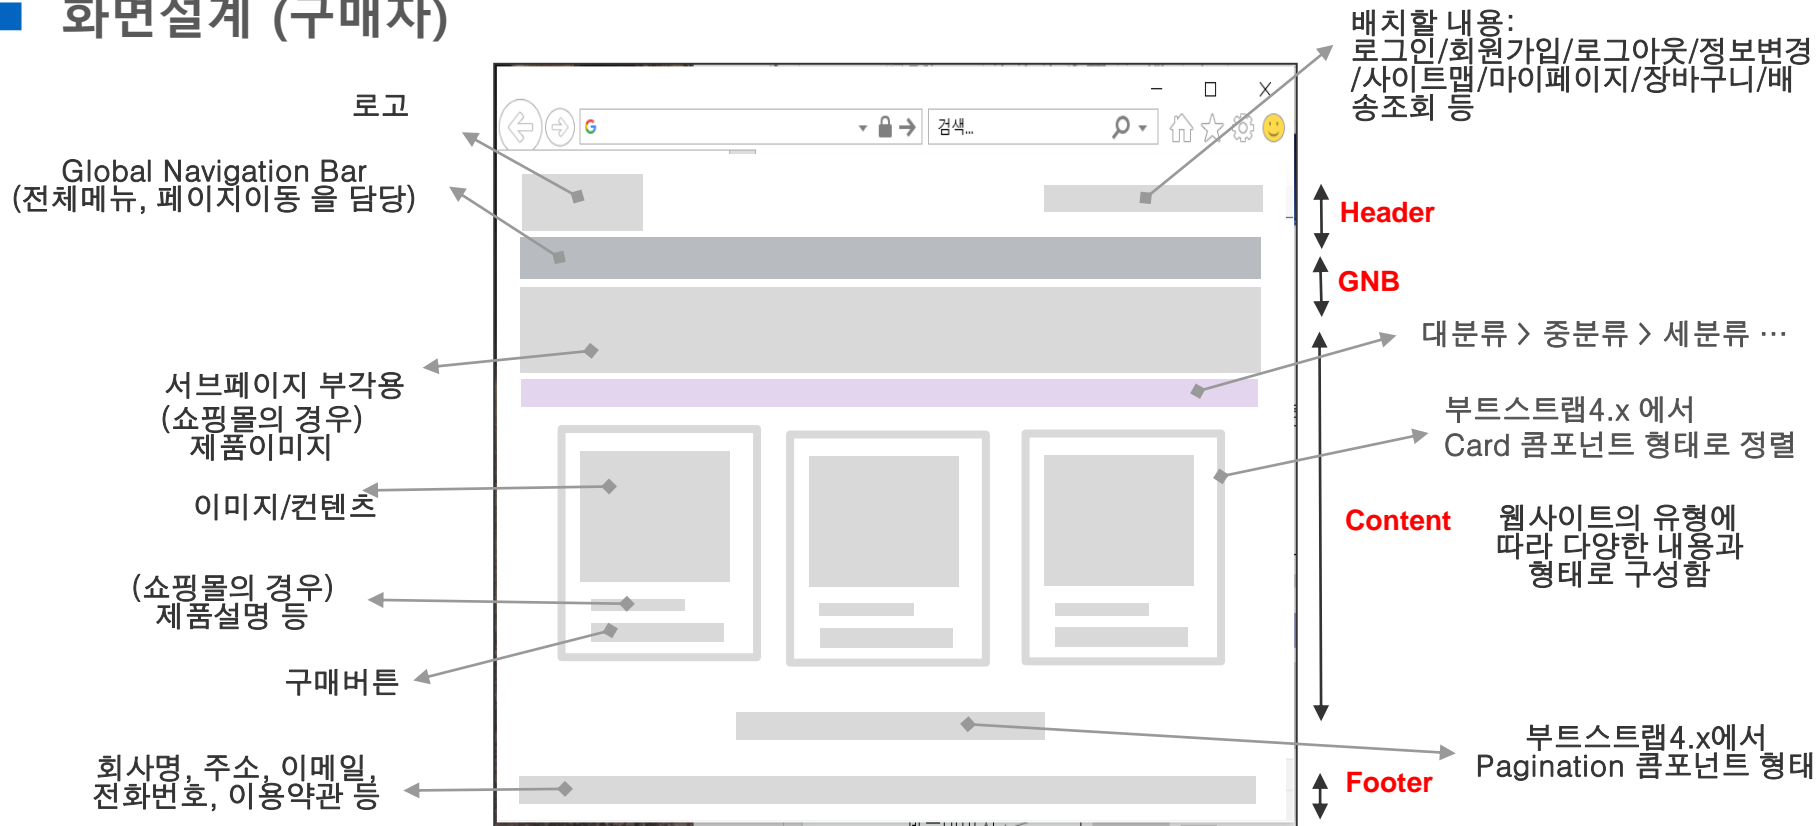 화면설계 (구매자)
배치할 내용:
로그인/회원가입/로그아웃/정보변경
/사이트맵/마이페이지/장바구니/배
송조회 등
로고
검색...
Global Navigation Bar
(전체메뉴, 페이지이동 을 담당)
Header
GNB
대분류 > 중분류 > 세분류 …
서브페이지 부각용
(쇼핑몰의 경우)
제품이미지
부트스트랩4.x 에서
Card 콤포넌트 형태로 정렬
이미지/컨텐츠
Content
웹사이트의 유형에
따라 다양한 내용과
형태로 구성함
(쇼핑몰의 경우)
제품설명 등
구매버튼
부트스트랩4.x에서
Pagination 콤포넌트 형태
회사명, 주소, 이메일,
전화번호, 이용약관 등
Footer